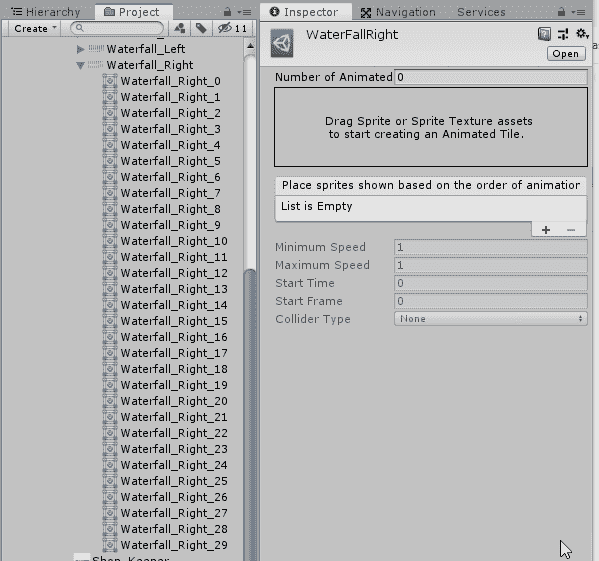 Hierarchy
Project
Create
11
Waterfall_Left
Waterfall_Right
Waterfall_Right_0
Waterfall_Right_1
Waterfall_Right_2
Waterfall_Right_3
Waterfall_Right_4
Waterfall_Right_5
Waterfall_Right_6
Waterfall_Right_7
Waterfall_Right_8
Waterfall_Right_9
Waterfall_Right_10
Waterfall_Right_11
Waterfall_Right_12
Waterfall_Right_13
Waterfall_Right_14
Waterfall_Right_15
Waterfall_Right_16
Waterfall_Right_17
Waterfall_Right_18
Waterfall_Right_19
Waterfall_Right_20
Waterfall_Right_21
Waterfall_Right_22
Waterfall_Right_23
Waterfall_Right_24
Waterfall_Right_25
Waterfall_Right_26
Waterfall_Right_27
Waterfall_Right_28
Waterfall_Right_29
Shop_Keeper
Inspector
Navigation
Services
WaterFallRight
Open
Number of Animated 0
Drag Sprite or Sprite Texture assets
to start creating an Animated Tile.
Place sprites shown based on the order of animation
List is Empty
Minimum Speed 1
Maximum Speed 1
Start Time 0
Start Frame 0
Collider Type None